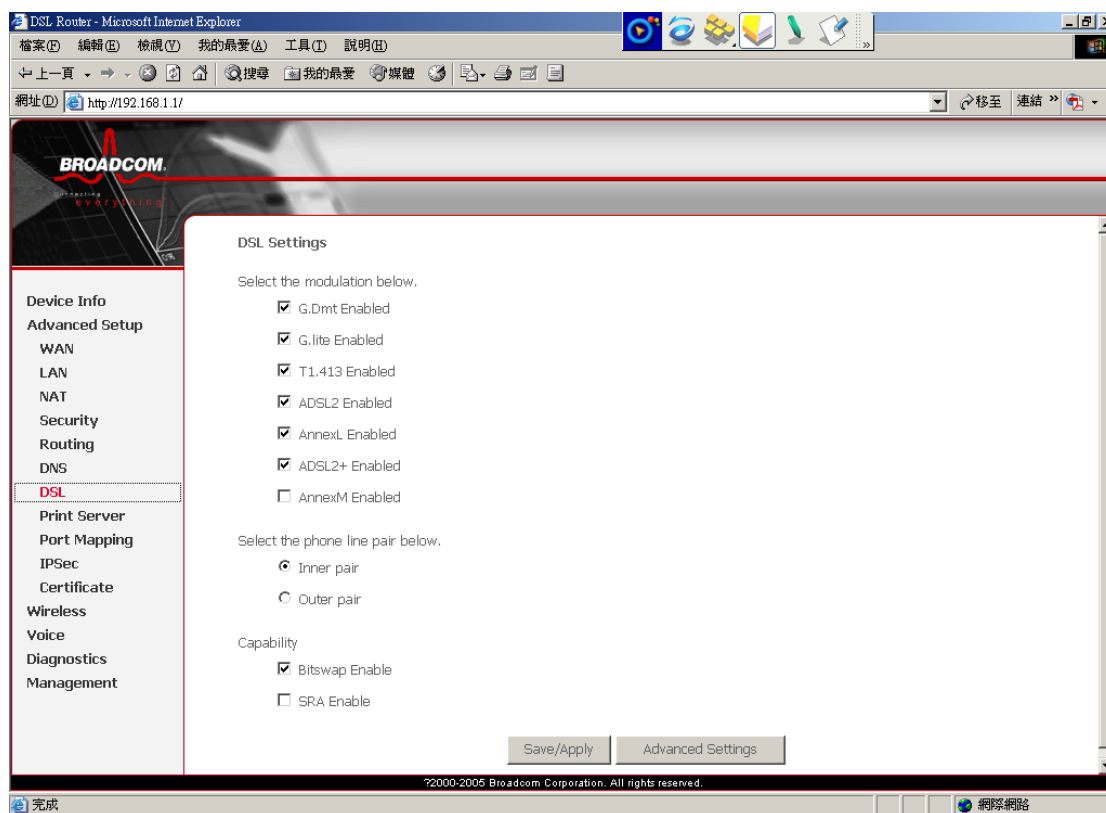 DSL Router - Microsoft Internet Explorer
檔案(F) 編輯(E) 檢視(V) 我的最愛(A) 工具(T) 說明(H)
上一頁 搜尋 我的最愛 媒體
網址(D) http://192.168.1.1/ 移至 連結 »
BROADCOM.
Connecting
everything
DSL Settings
Select the modulation below.
G.Dmt Enabled
G.lite Enabled
T1.413 Enabled
ADSL2 Enabled
AnnexL Enabled
ADSL2+ Enabled
AnnexM Enabled
Select the phone line pair below.
Inner pair
Outer pair
Capability
Bitswap Enable
SRA Enable
Save/Apply Advanced Settings
Device Info
Advanced Setup
WAN
LAN
NAT
Security
Routing
DNS
DSL
Print Server
Port Mapping
IPSec
Certificate
Wireless
Voice
Diagnostics
Management
?2000-2005 Broadcom Corporation. All rights reserved.
完成 網際網路